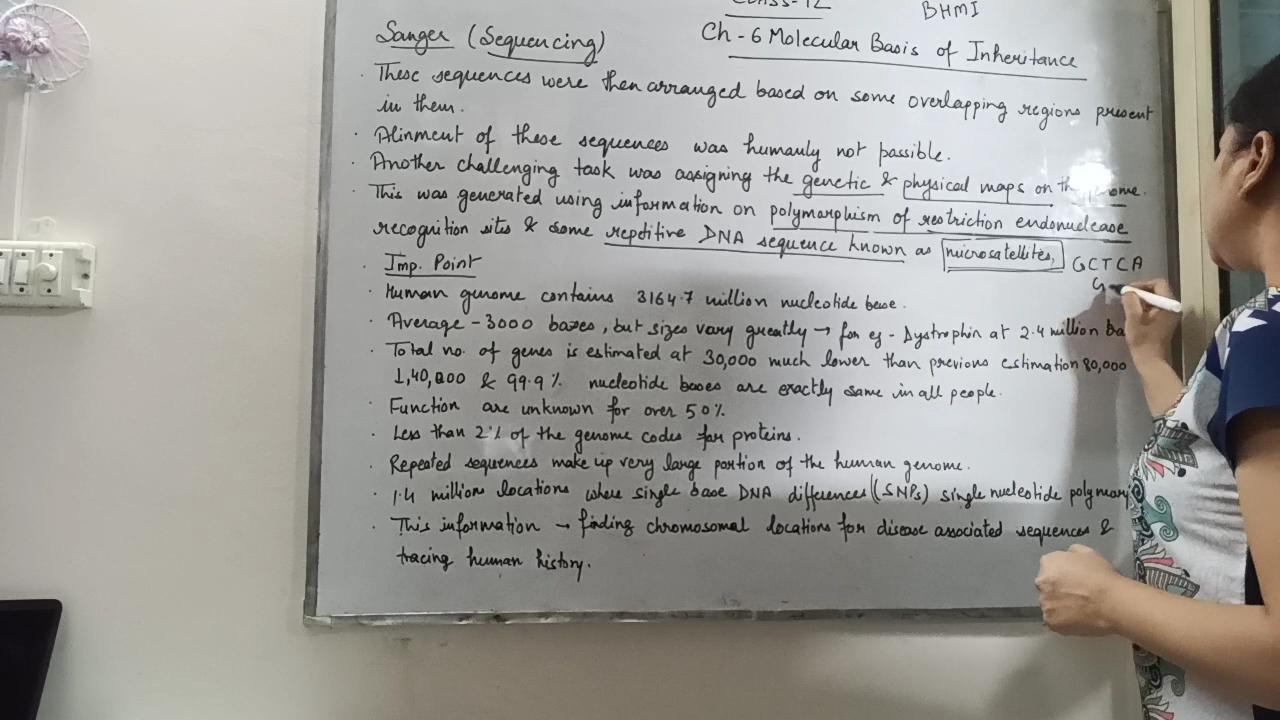 CLASS-12
BHMI
Sanger (Sequencing)
Ch-6 Molecular Basis of Inheritance
· These sequences were then arranged based on some overlapping regions present
in them.
· Alinment of these sequences was humanly not possible.
· Another challenging task was assigning the genetic & physical maps on the genome.
· This was generated using information on polymorphism of restriction endonuclease
recognition sites & some repetitive DNA sequence known as microsatellites,
GCTCA
G
· Imp. Point
· Human genome contains 3164.7 million nucleotide base.
· Average - 3000 bases, but sizes vary greatly → for eg - Dystrophin at 2.4 million ba
· Total no. of genes is estimated at 30,000 much lower than previous estimation 80,000
1,40,000 & 99.9% nucleotide bases are exactly same in all people.
· Function are unknown for over 50%
· Less than 2% of the genome codes for proteins.
· Repeated sequences make up very large portion of the human genome.
· 1.4 million locations where single base DNA differences (SNPs) single nucleotide polymorp
· This information → finding chromosomal locations for disease associated sequences &
tracing human history.